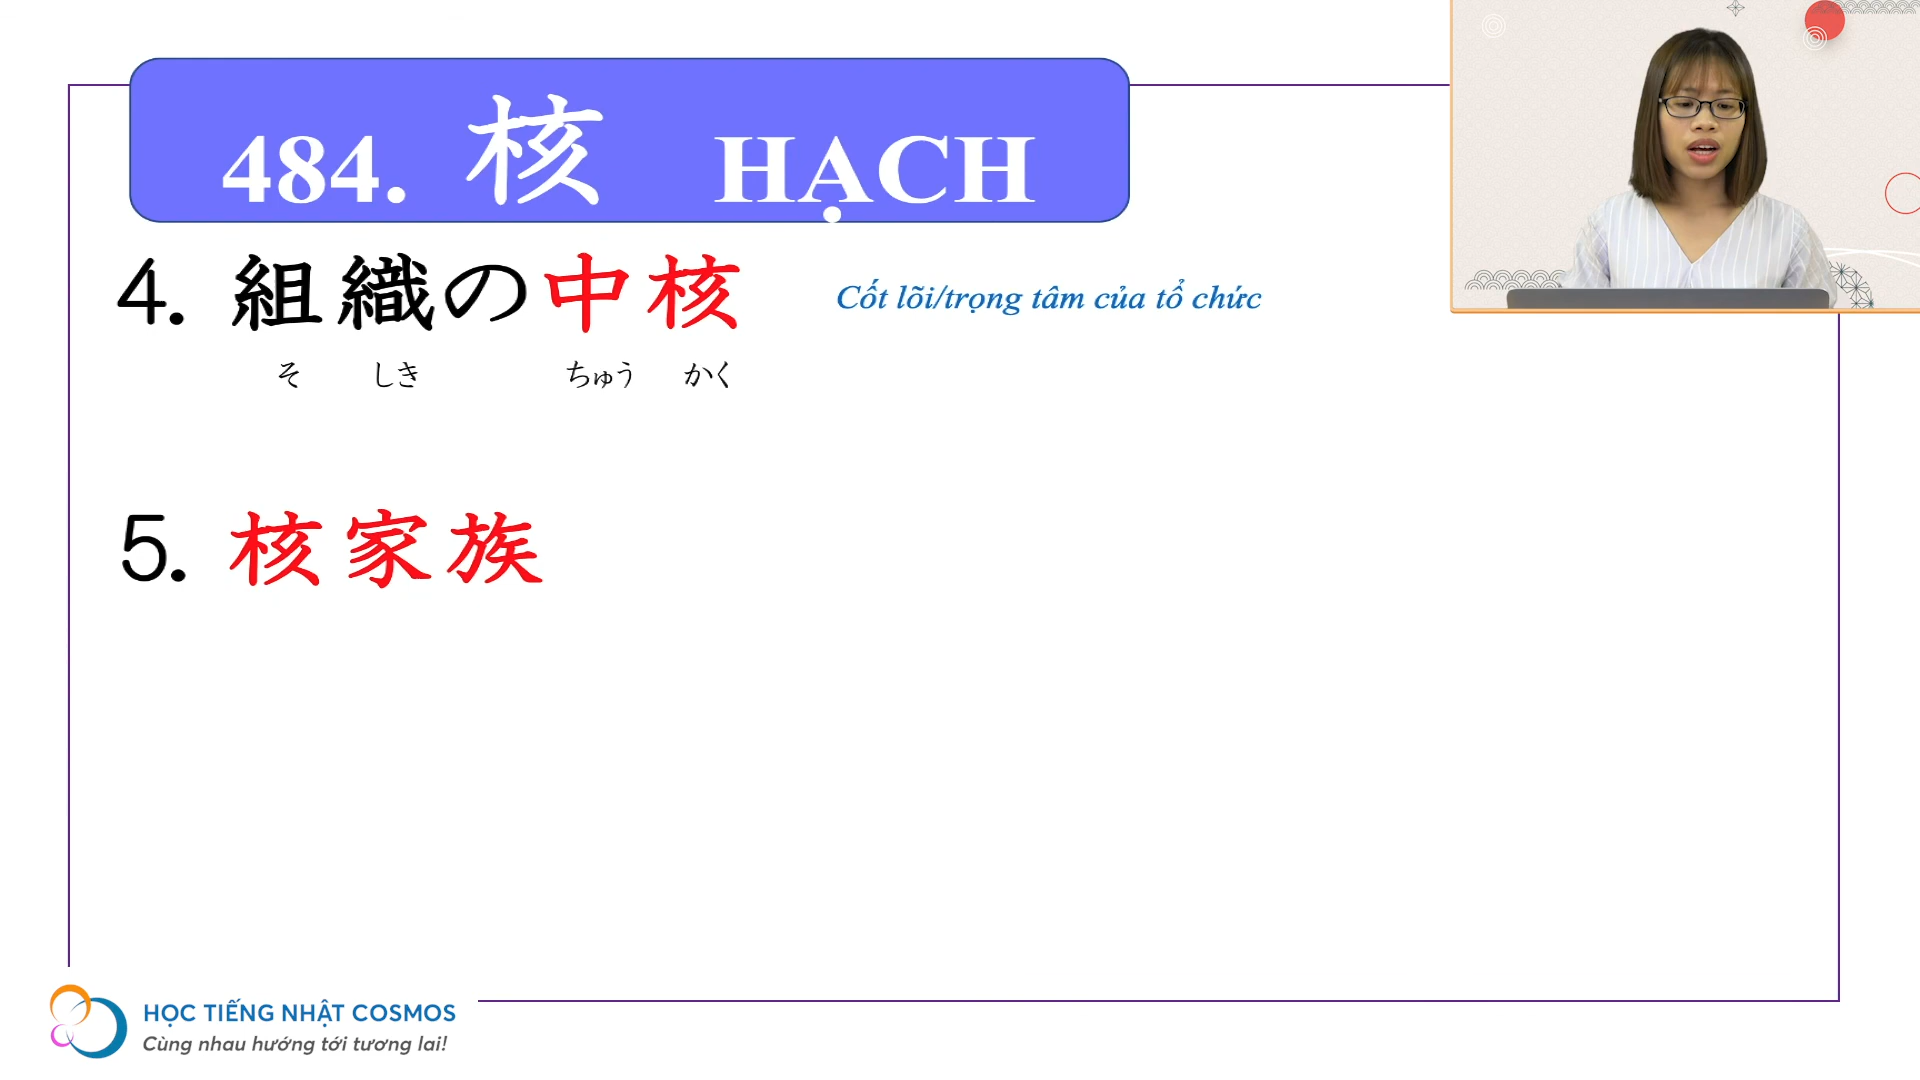 484. 核 HẠCH
4. 組織の中核 Cốt lõi/trọng tâm của tổ chức
そ しき ちゅう かく
5. 核家族
HỌC TIẾNG NHẬT COSMOS
Cùng nhau hướng tới tương lai!